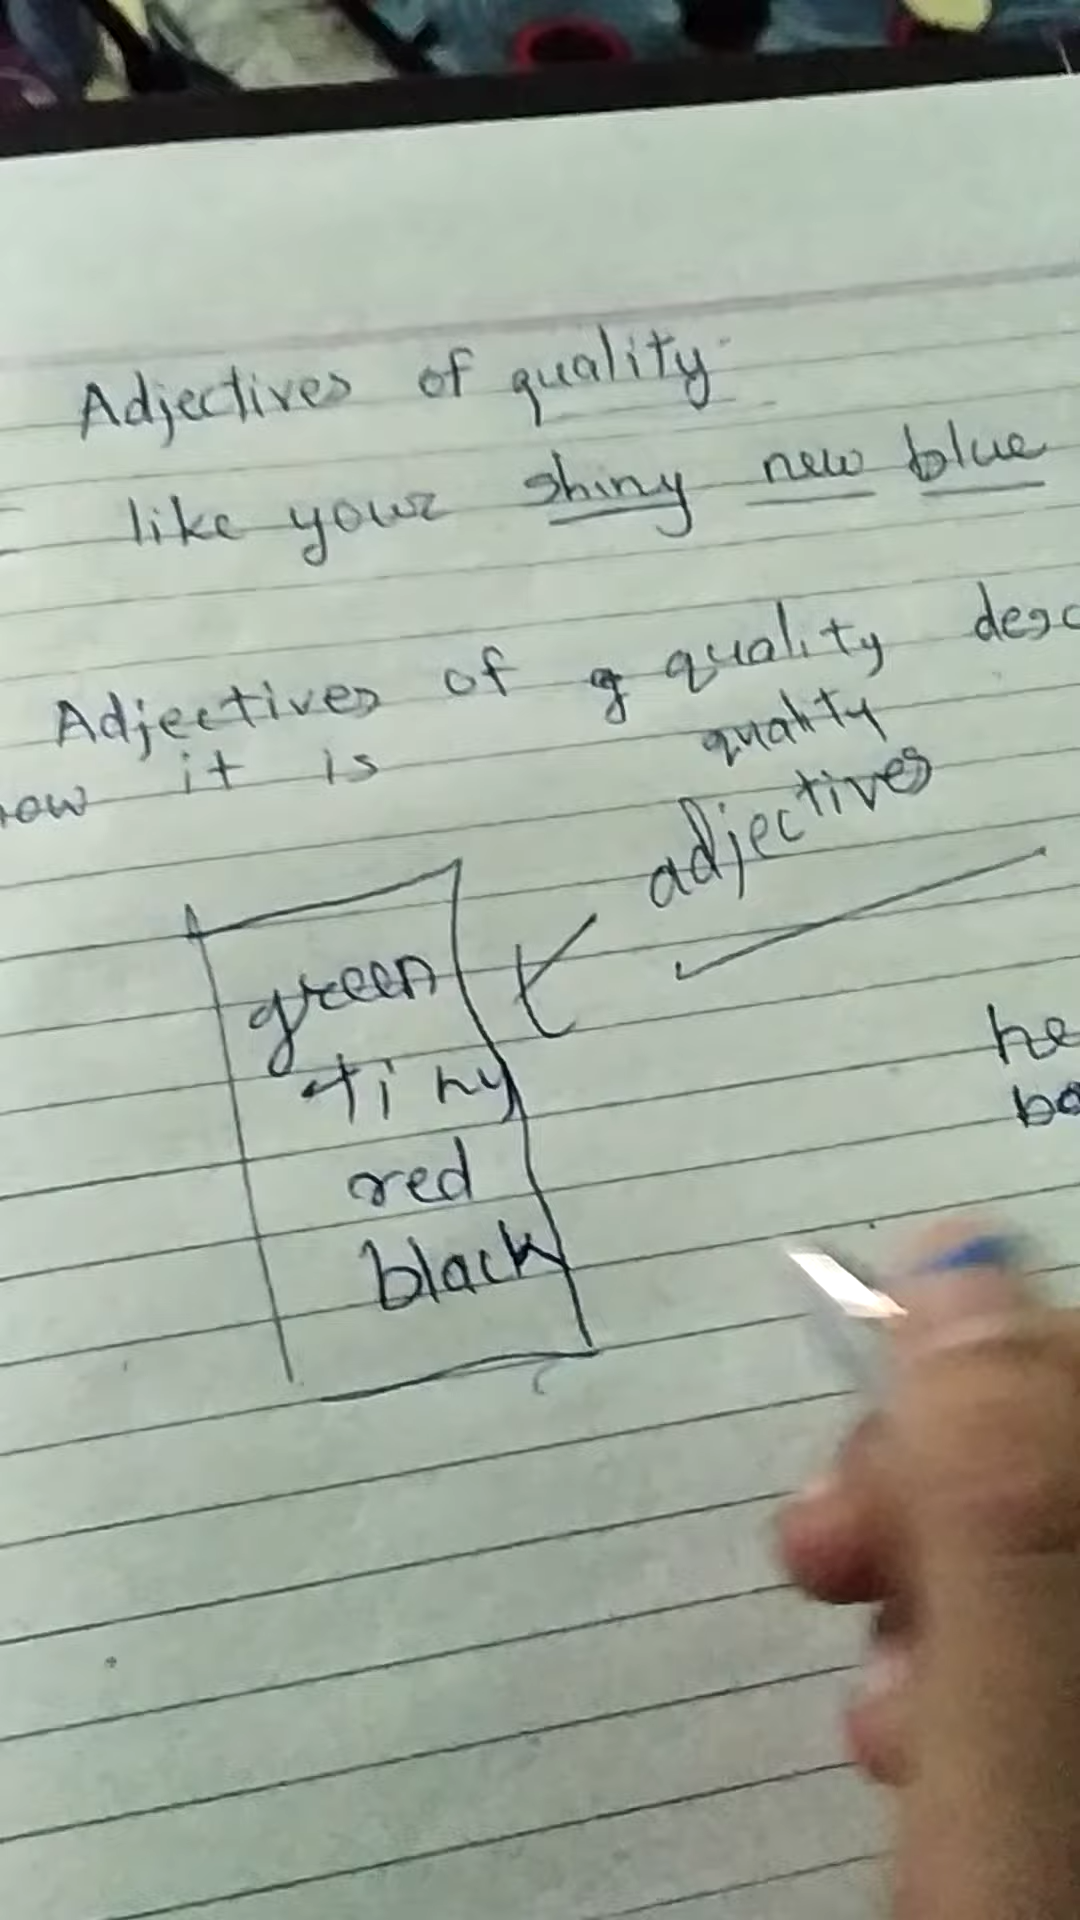 Adjectives of quality
like your shiny new blue
Adjectives of quality desc
how it is
quality
adjectives
green
tiny
red
black
he
bo